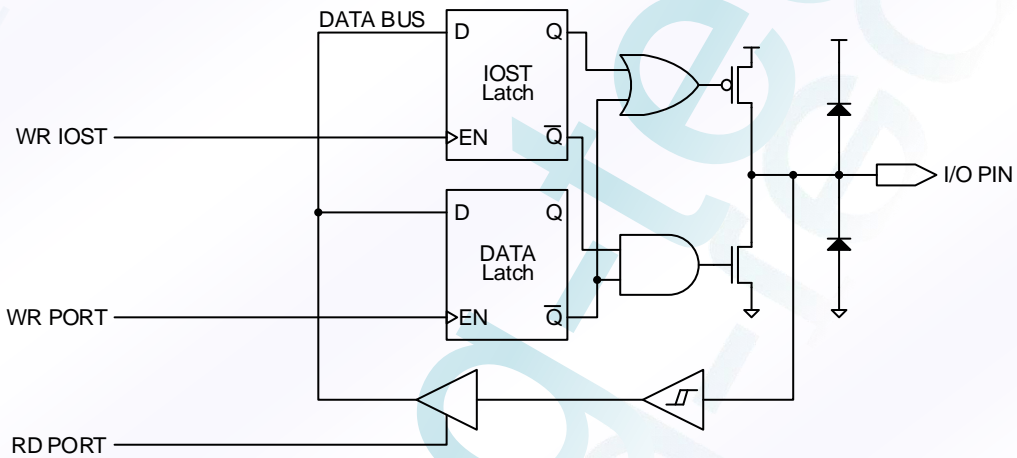 DATA BUS
D Q
IOST
Latch
WR IOST
EN Q
I/O PIN
D Q
DATA
Latch
WR PORT
EN Q
RD PORT